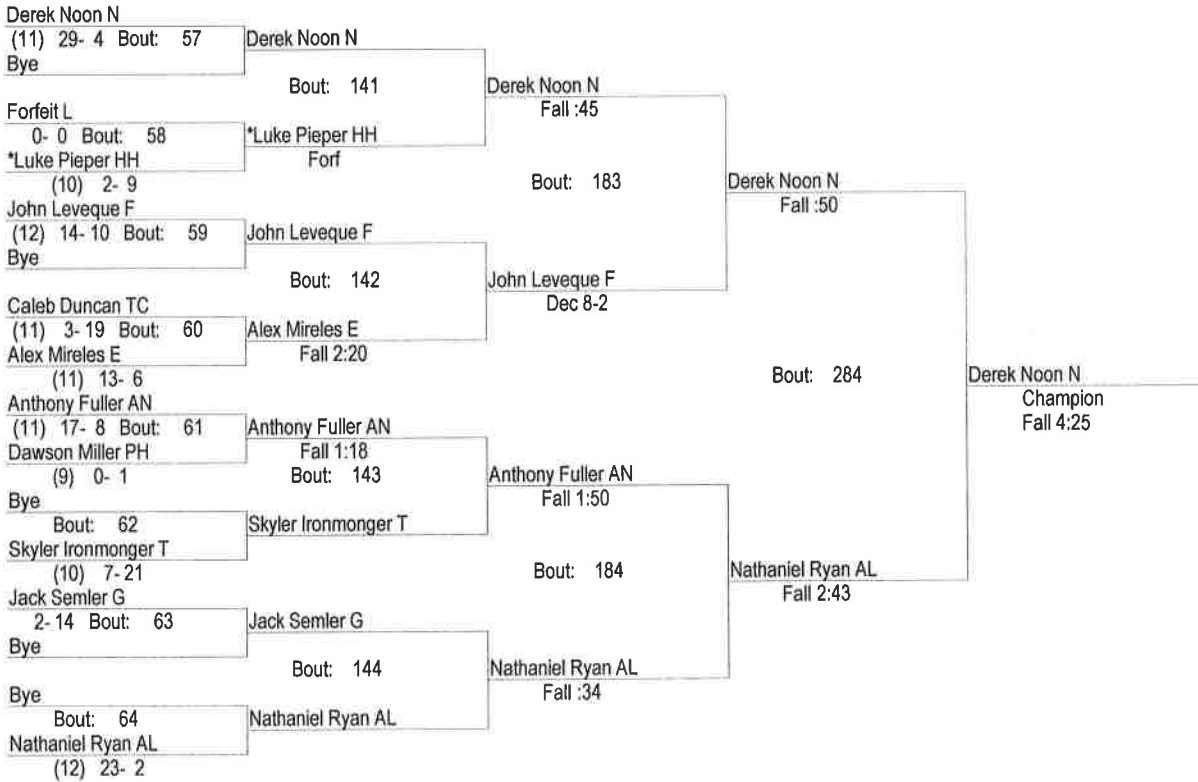 Derek Noon N
(11) 29- 4 Bout: 57
Bye
Derek Noon N
Bout: 141
Derek Noon N
Fall :45
Forfeit L
0- 0 Bout: 58
*Luke Pieper HH
(10) 2- 9
*Luke Pieper HH
Forf
Bout: 183
Derek Noon N
Fall :50
John Leveque F
(12) 14- 10 Bout: 59
Bye
John Leveque F
Bout: 142
John Leveque F
Dec 8-2
Caleb Duncan TC
(11) 3- 19 Bout: 60
Alex Mireles E
(11) 13- 6
Alex Mireles E
Fall 2:20
Bout: 284
Derek Noon N
Champion
Fall 4:25
Anthony Fuller AN
(11) 17- 8 Bout: 61
Dawson Miller PH
(9) 0- 1
Anthony Fuller AN
Fall 1:18
Bout: 143
Anthony Fuller AN
Fall 1:50
Bye
Bout: 62
Skyler Ironmonger T
(10) 7- 21
Skyler Ironmonger T
Bout: 184
Nathaniel Ryan AL
Fall 2:43
Jack Semler G
2- 14 Bout: 63
Bye
Jack Semler G
Bout: 144
Nathaniel Ryan AL
Fall :34
Bye
Bout: 64
Nathaniel Ryan AL
(12) 23- 2
Nathaniel Ryan AL